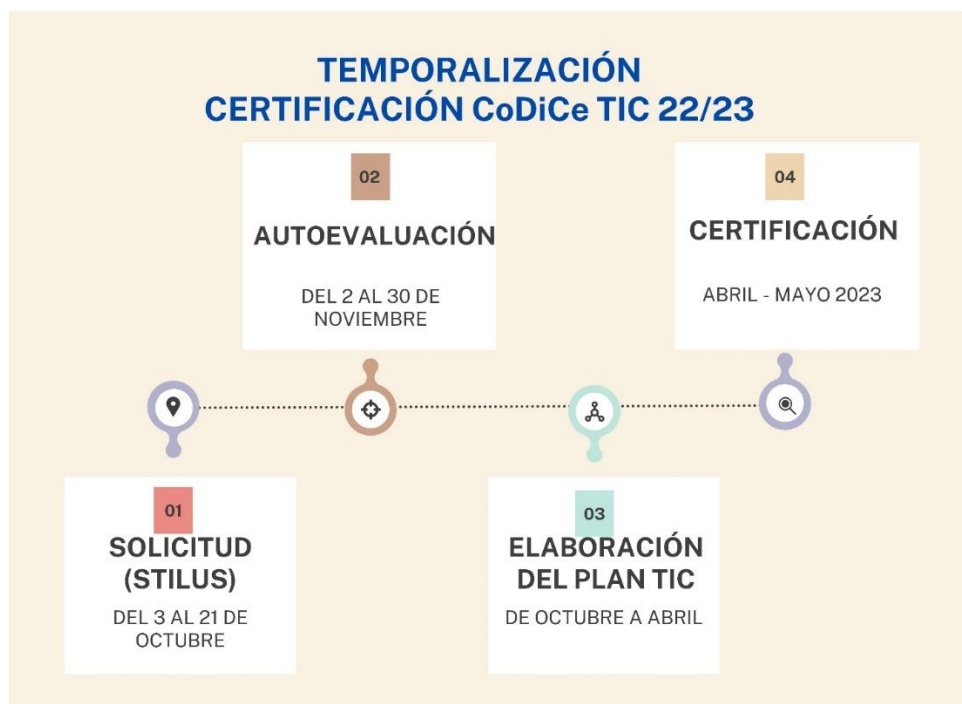 TEMPORALIZACIÓN
CERTIFICACIÓN CoDiCe TIC 22/23
01
SOLICITUD
(STILUS)
DEL 3 AL 21 DE
OCTUBRE
02
AUTOEVALUACIÓN
DEL 2 AL 30 DE
NOVIEMBRE
03
ELABORACIÓN
DEL PLAN TIC
DE OCTUBRE A ABRIL
04
CERTIFICACIÓN
ABRIL - MAYO 2023